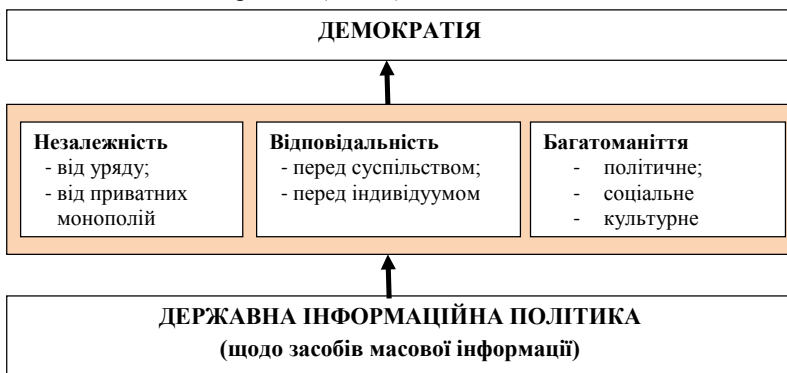 ДЕМОКРАТІЯ
Незалежність
- від уряду;
- від приватних
монополій
Відповідальність
- перед суспільством;
- перед індивідуумом
Багатоманіття
- політичне;
- соціальне
- культурне
ДЕРЖАВНА ІНФОРМАЦІЙНА ПОЛІТИКА
(щодо засобів масової інформації)